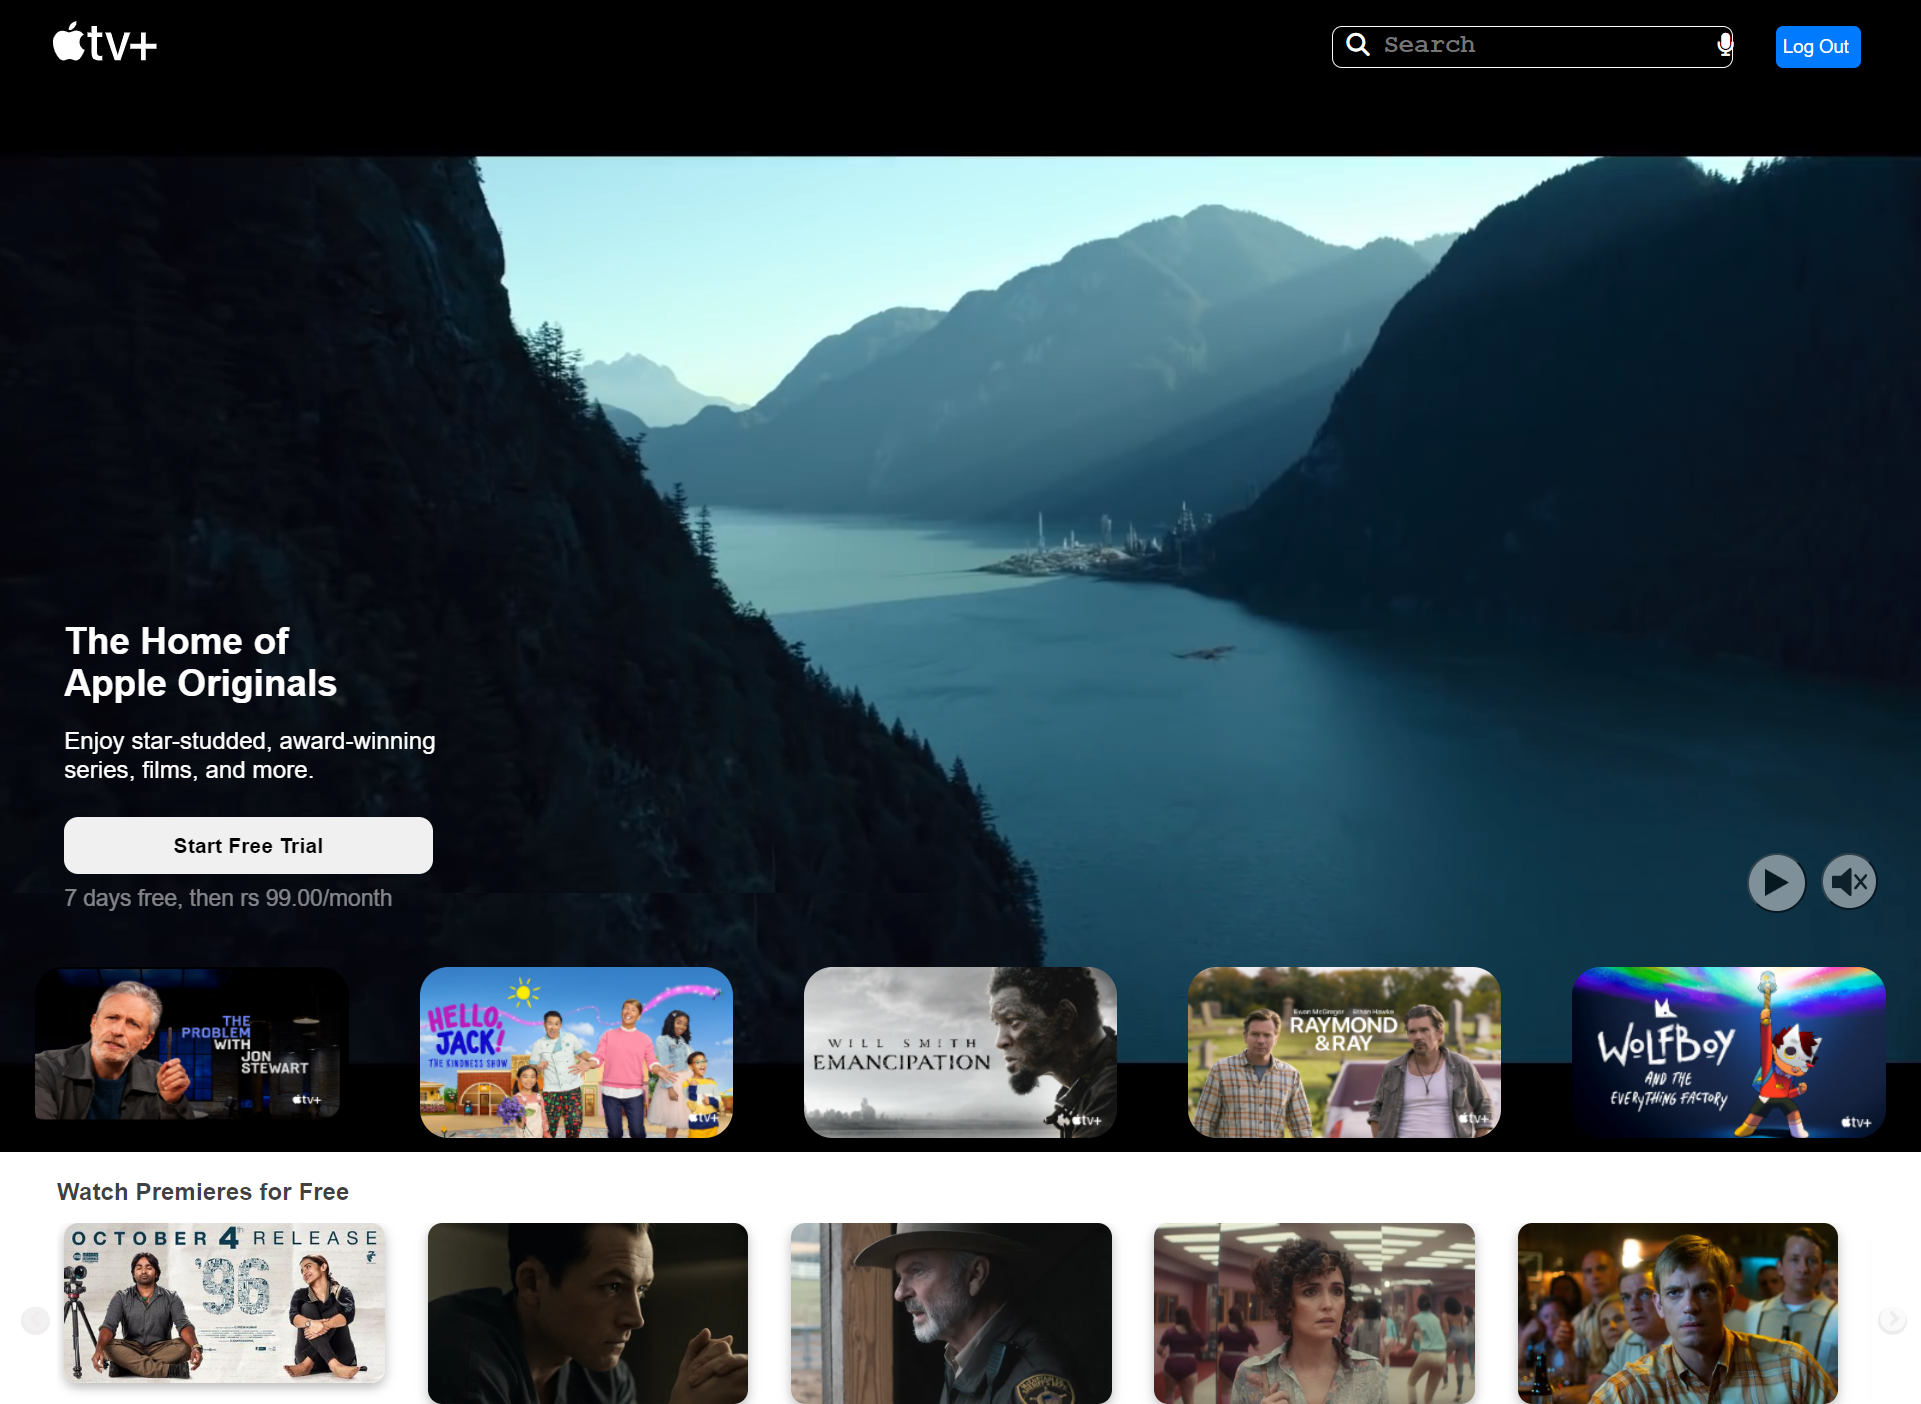 tv+
Search
Log Out
The Home of
Apple Originals
Enjoy star-studded, award-winning
series, films, and more.
Start Free Trial
7 days free, then rs 99.00/month
THE
PROBLEM
WITH
JON
STEWART
tv+
HELLO,
JACK!
THE KINDNESS SHOW
tv+
WILL SMITH
EMANCIPATION
tv+
Ewan McGregor Ethan Hawke
RAYMOND
& RAY
tv+
WOLFBOY
AND THE
EVERYTHING FACTORY
tv+
Watch Premieres for Free
OCTOBER 4th RELEASE
'96